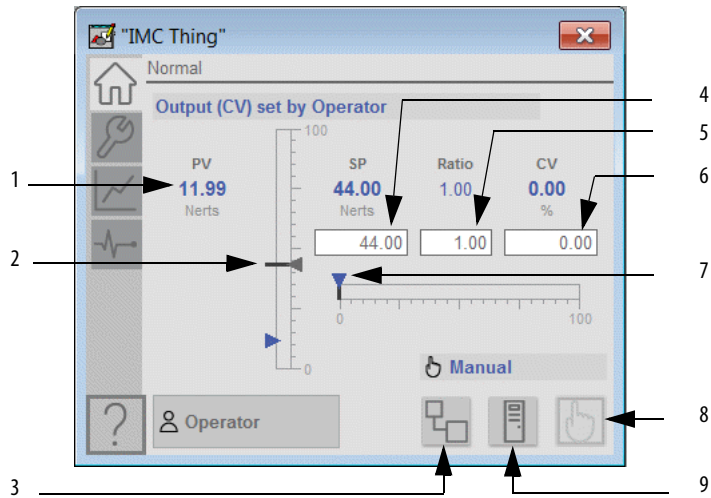 "IMC Thing"
Normal
Output (CV) set by Operator
100
PV
11.99
Nerts
SP
44.00
Nerts
Ratio
1.00
CV
0.00
%
44.00
1.00
0.00
0
100
0
Manual
?
Operator
1
2
3
4
5
6
7
8
9